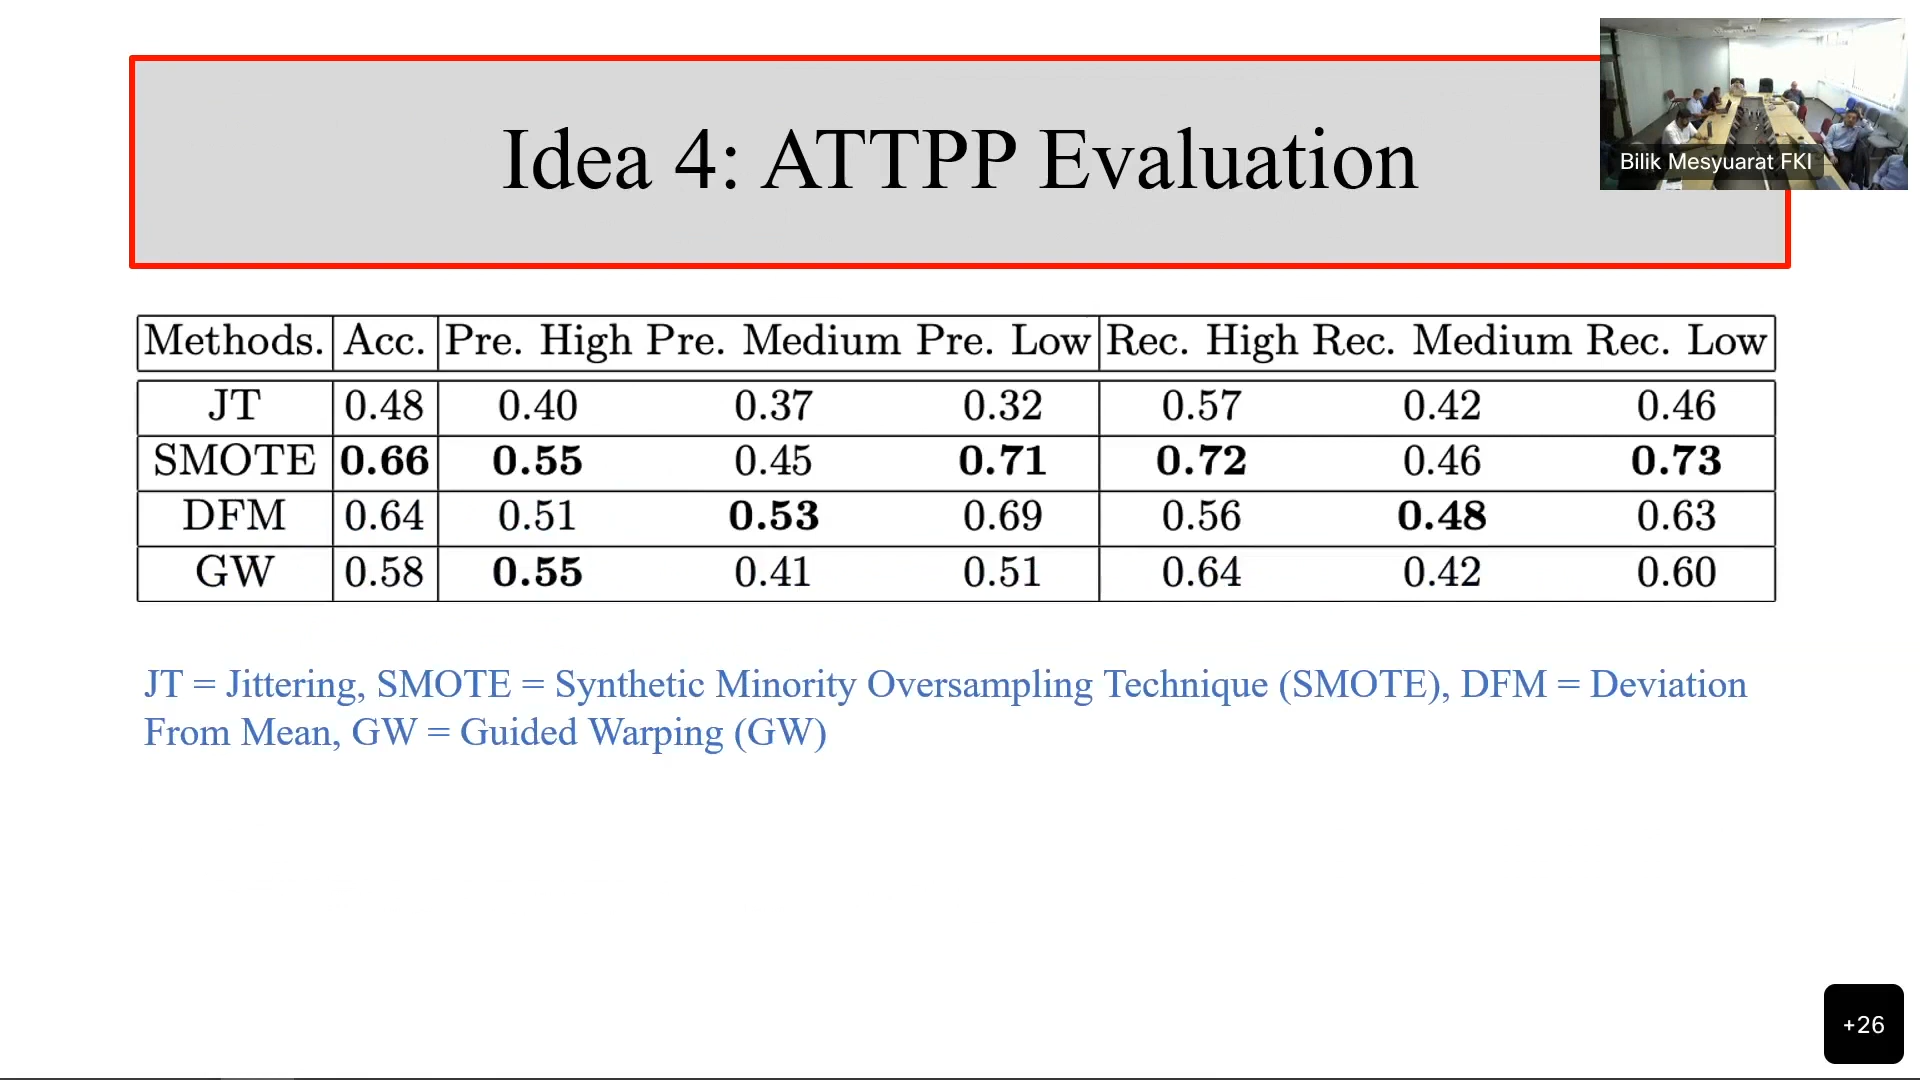 Idea 4: ATTPP Evaluation
Bilik Mesyuarat FKI
Methods. Acc. Pre. High Pre. Medium Pre. Low Rec. High Rec. Medium Rec. Low
JT 0.48 0.40 0.37 0.32 0.57 0.42 0.46
SMOTE 0.66 0.55 0.45 0.71 0.72 0.46 0.73
DFM 0.64 0.51 0.53 0.69 0.56 0.48 0.63
GW 0.58 0.55 0.41 0.51 0.64 0.42 0.60
JT = Jittering, SMOTE = Synthetic Minority Oversampling Technique (SMOTE), DFM = Deviation
From Mean, GW = Guided Warping (GW)
+26